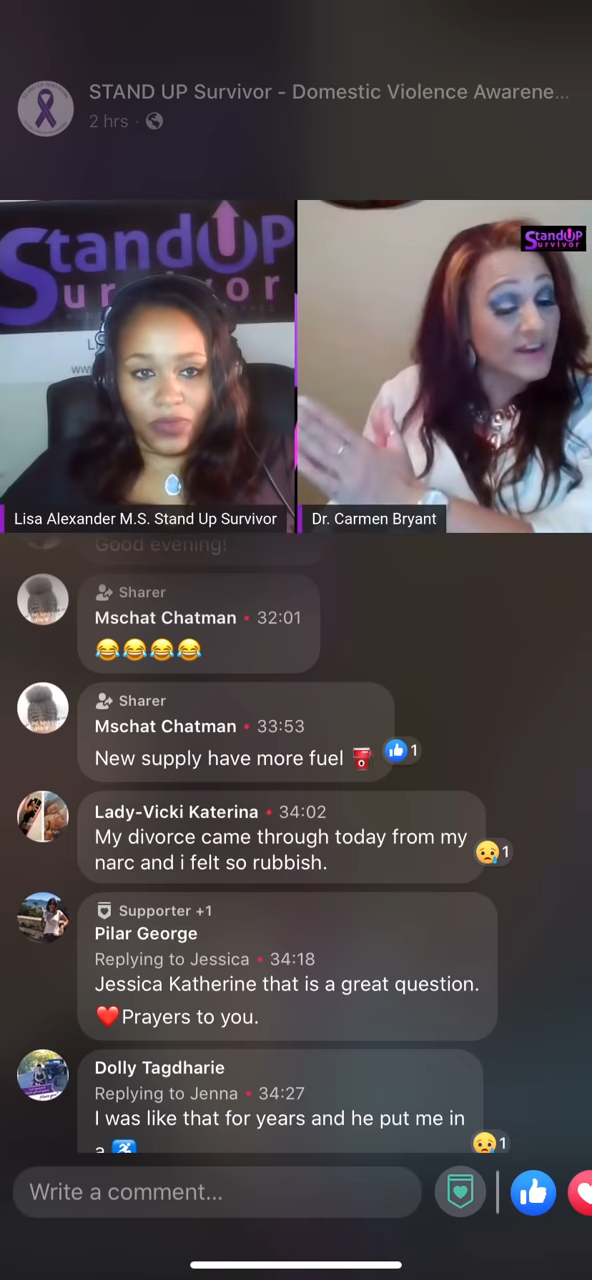 STAND UP Survivor - Domestic Violence Awarene...
2 hrs ·
StandUP
Survivor
StandUP
Survivor
Lisa Alexander M.S. Stand Up Survivor
Dr. Carmen Bryant
Good evening!
Sharer
Mschat Chatman • 32:01
😂😂😂😂
Sharer
Mschat Chatman • 33:53
New supply have more fuel ⛽
1
Lady-Vicki Katerina • 34:02
My divorce came through today from my
narc and i felt so rubbish.
1
Supporter +1
Pilar George
Replying to Jessica • 34:18
Jessica Katherine that is a great question.
❤️Prayers to you.
Dolly Tagdharie
Replying to Jenna • 34:27
I was like that for years and he put me in
a ♿
1
Write a comment...